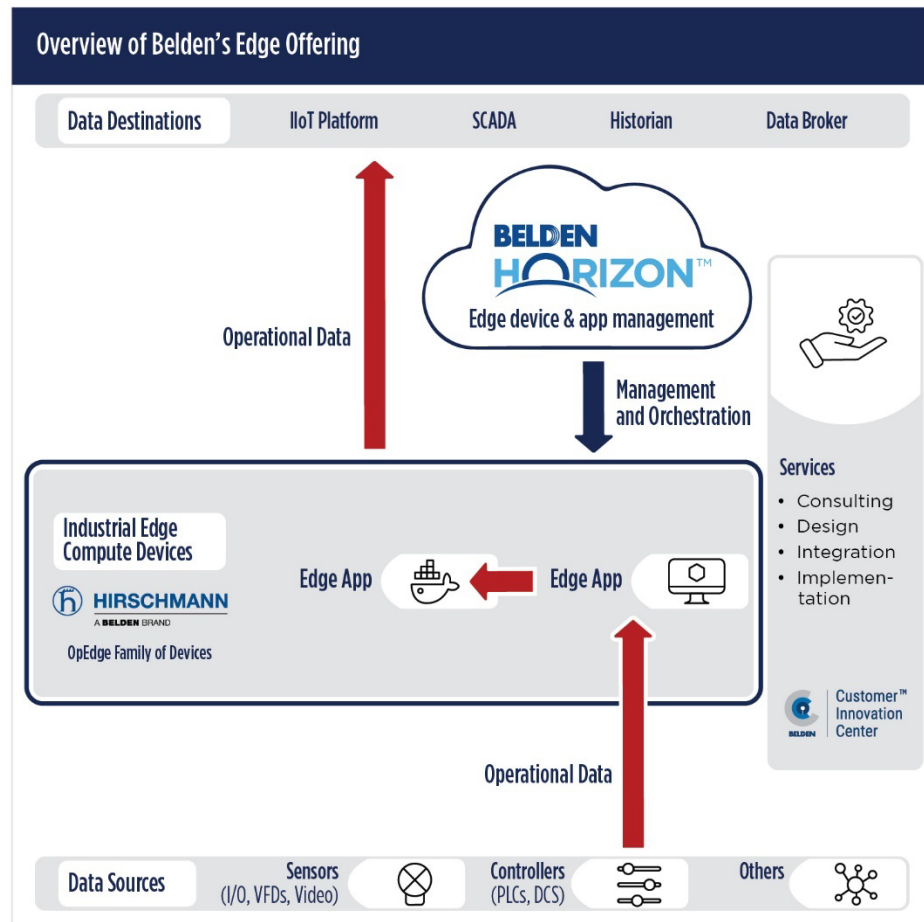 Overview of Belden's Edge Offering
Data Destinations
IIoT Platform
SCADA
Historian
Data Broker
BELDEN
HORIZON™
Edge device & app management
Operational Data
Management
and Orchestration
Services
• Consulting
• Design
• Integration
• Implemen-
tation
Industrial Edge
Compute Devices
HIRSCHMANN
A BELDEN BRAND
OpEdge Family of Devices
Edge App
Edge App
BELDEN
Customer™
Innovation
Center
Operational Data
Data Sources
Sensors
(I/O, VFDs, Video)
Controllers
(PLCs, DCS)
Others